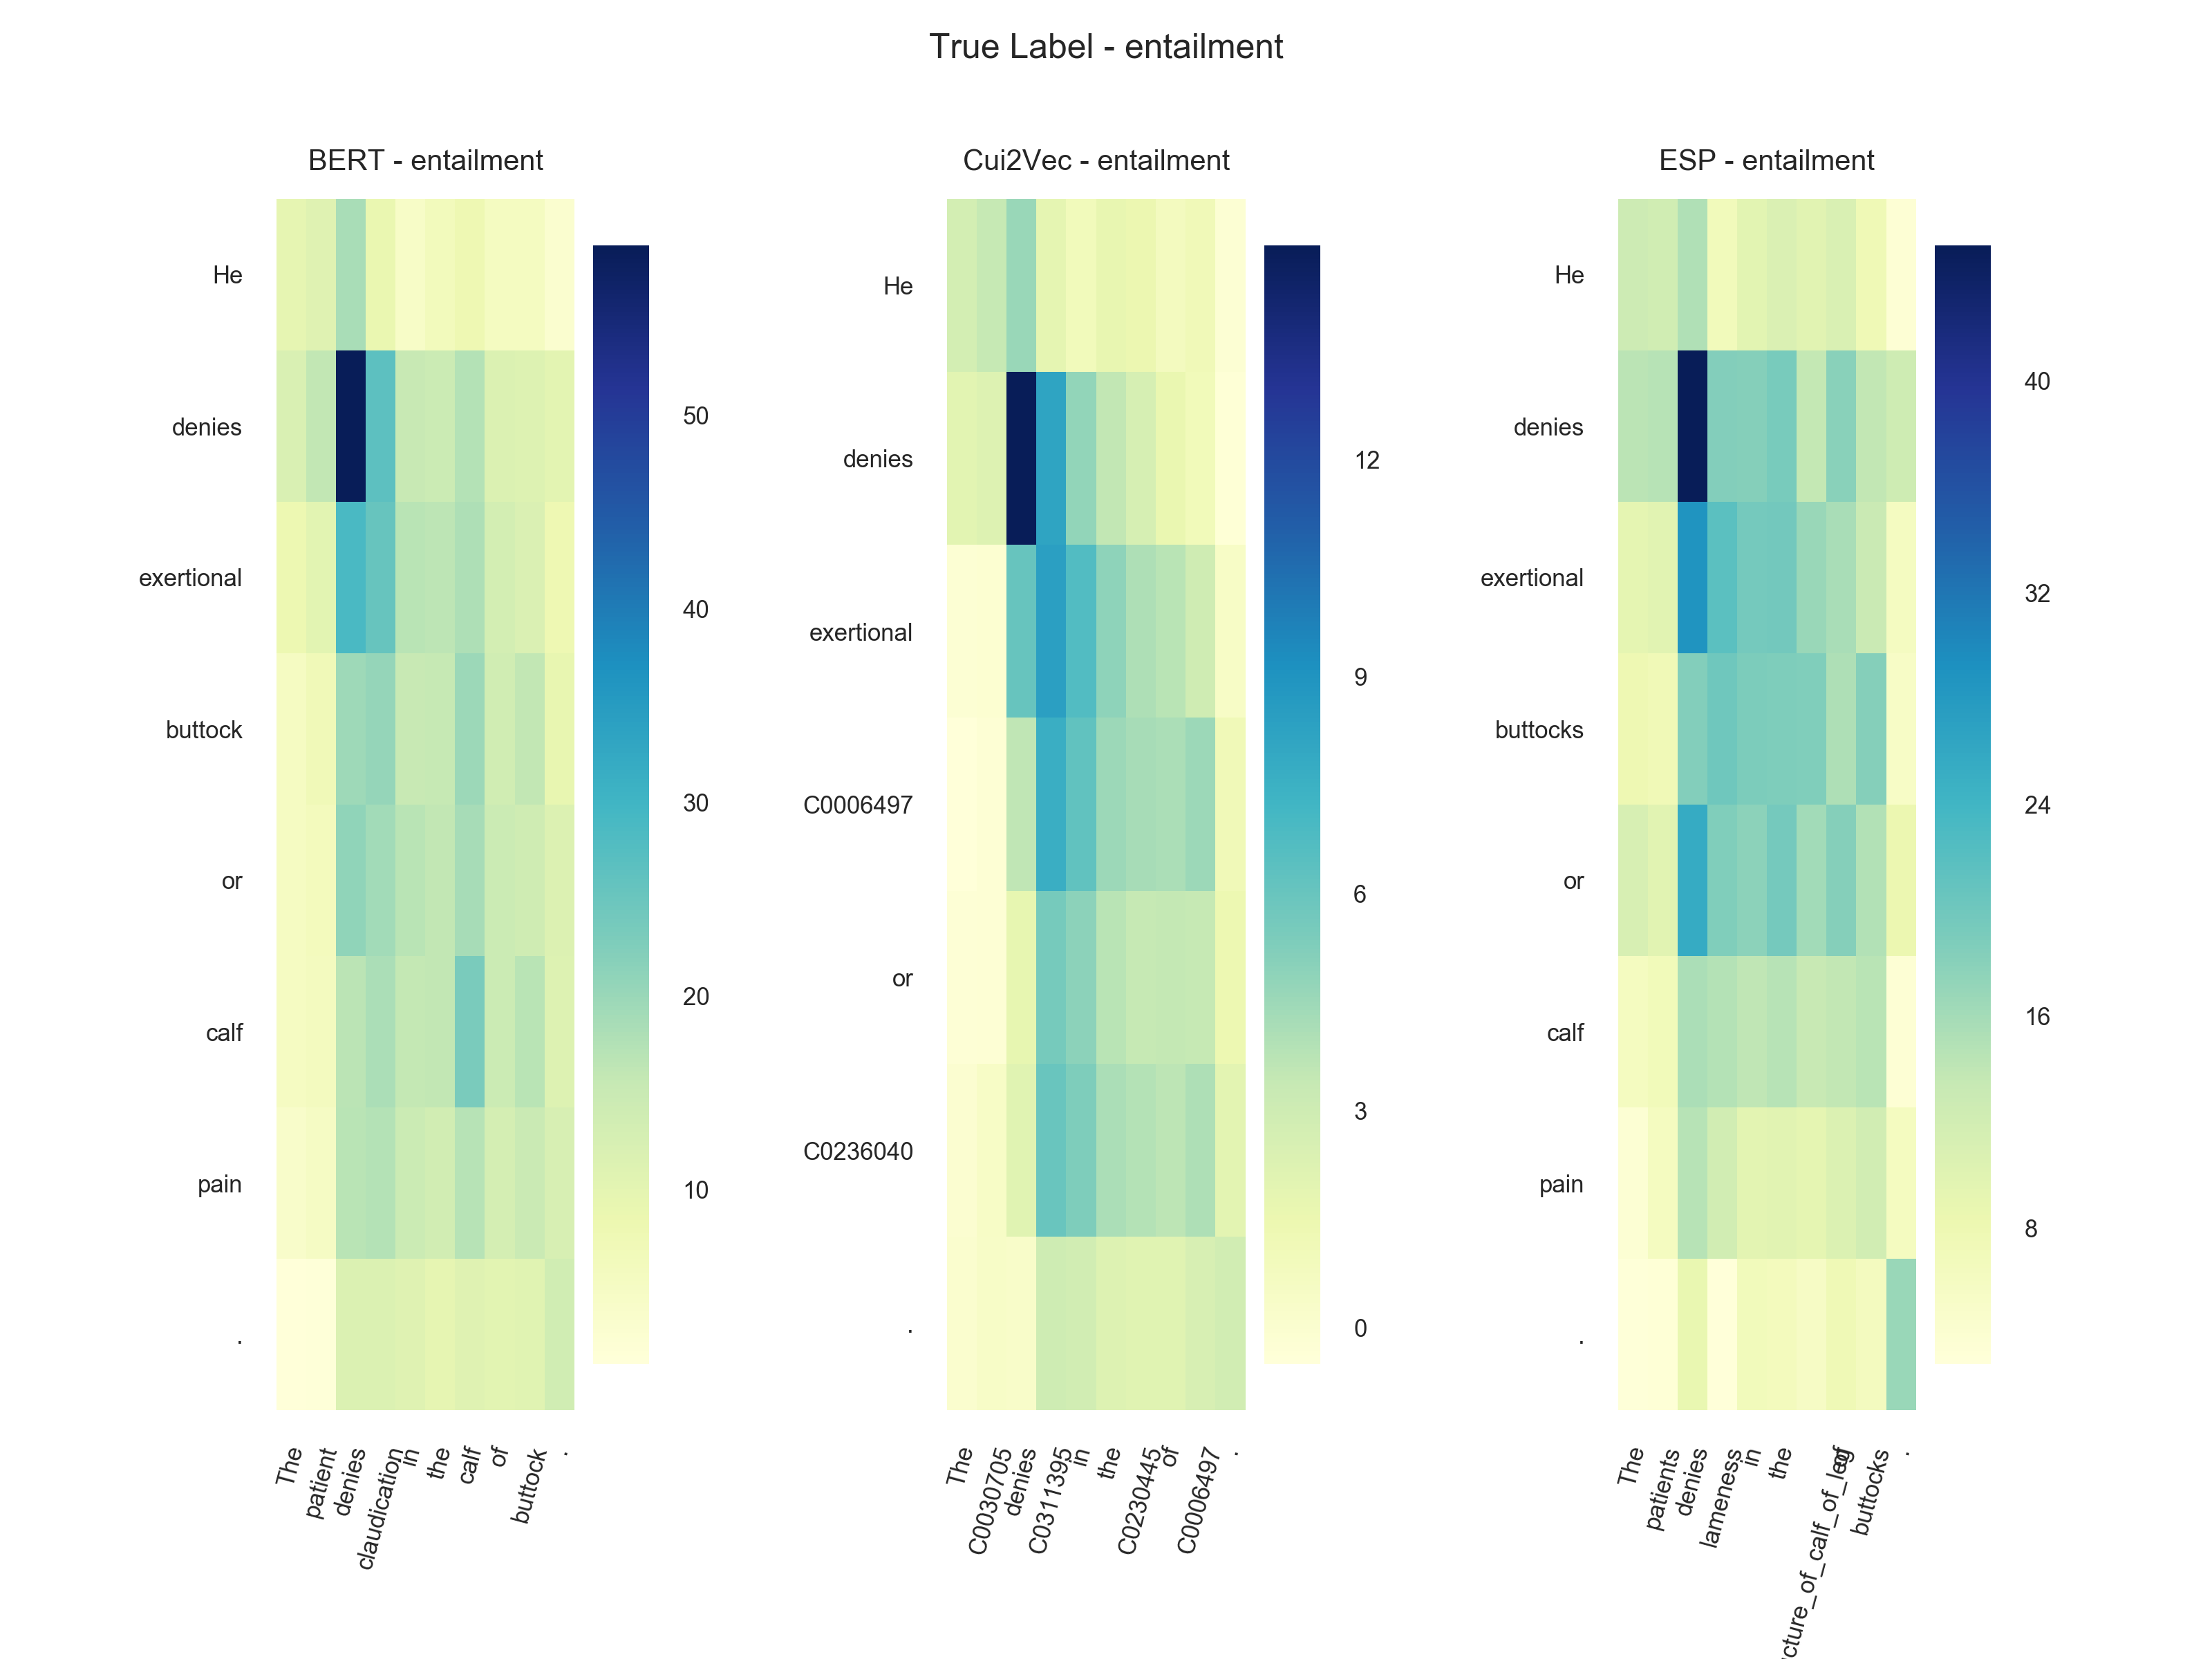 True Label - entailment
BERT - entailment
He
denies
exertional
buttock
or
calf
pain
.
The
patient
denies
claudication
in
the
calf
of
buttock
.
50
40
30
20
10
Cui2Vec - entailment
He
denies
exertional
C0006497
or
C0236040
.
The
C0030705
denies
C0311395
in
the
C0230445
of
C0006497
.
12
9
6
3
0
ESP - entailment
He
denies
exertional
buttocks
or
calf
pain
.
The
patients
denies
lameness
in
the
cture_of_calf_of_leg
of
buttocks
.
40
32
24
16
8